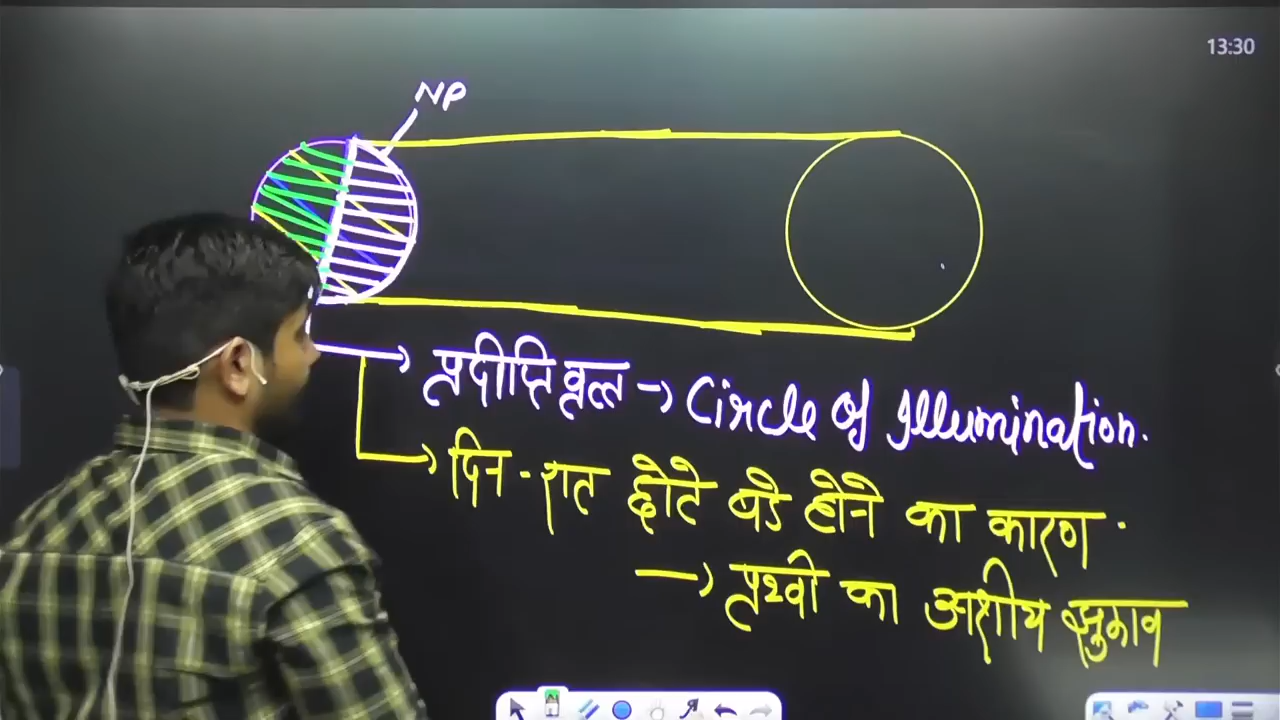 13:30
NP
प्रदीप्ति वृत्त → Circle of Illumination.
दिन - रात छोटे बडे होने का कारण
→ पृथ्वी का अक्षीय झुकाव